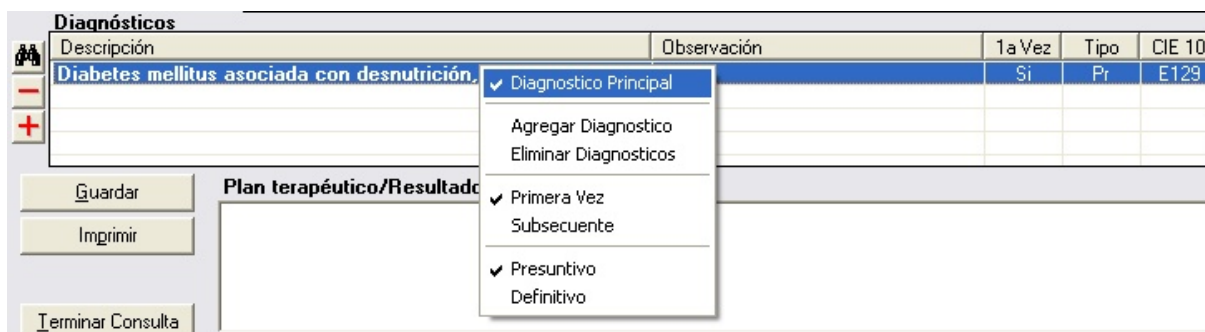 Diagnósticos
Descripción Observación 1a Vez Tipo CIE 10
Diabetes mellitus asociada con desnutrición, Si Pr E129
Diagnostico Principal
Agregar Diagnostico
Eliminar Diagnosticos
Primera Vez
Subsecuente
Presuntivo
Definitivo
Guardar
Plan terapéutico/Resultado
Imprimir
Terminar Consulta